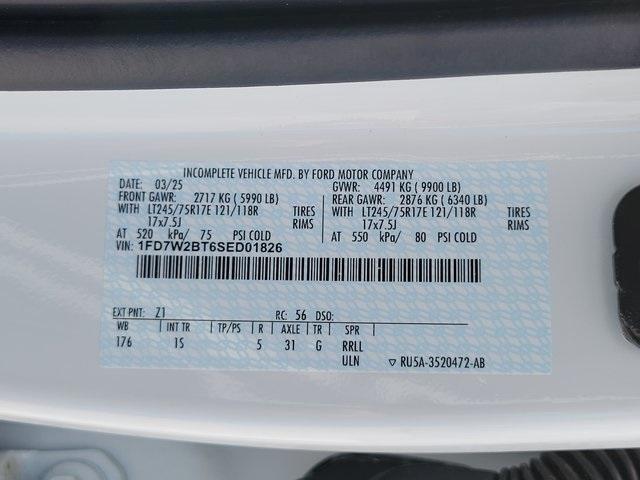 INCOMPLETE VEHICLE MFD. BY FORD MOTOR COMPANY
DATE: 03/25 GVWR: 4491 KG ( 9900 LB)
FRONT GAWR: 2717 KG ( 5990 LB) REAR GAWR: 2876 KG ( 6340 LB)
WITH LT245/75R17E 121/118R TIRES WITH LT245/75R17E 121/118R TIRES
17x7.5J RIMS 17x7.5J RIMS
AT 520 kPa/ 75 PSI COLD AT 550 kPa/ 80 PSI COLD
VIN: 1FD7W2BT6SED01826
EXT PNT: Z1 RC: 56 DSO:
WB INT TR TP/PS R AXLE TR SPR
176 1S 5 31 G RRLL
ULN ▽ RU5A-3520472-AB